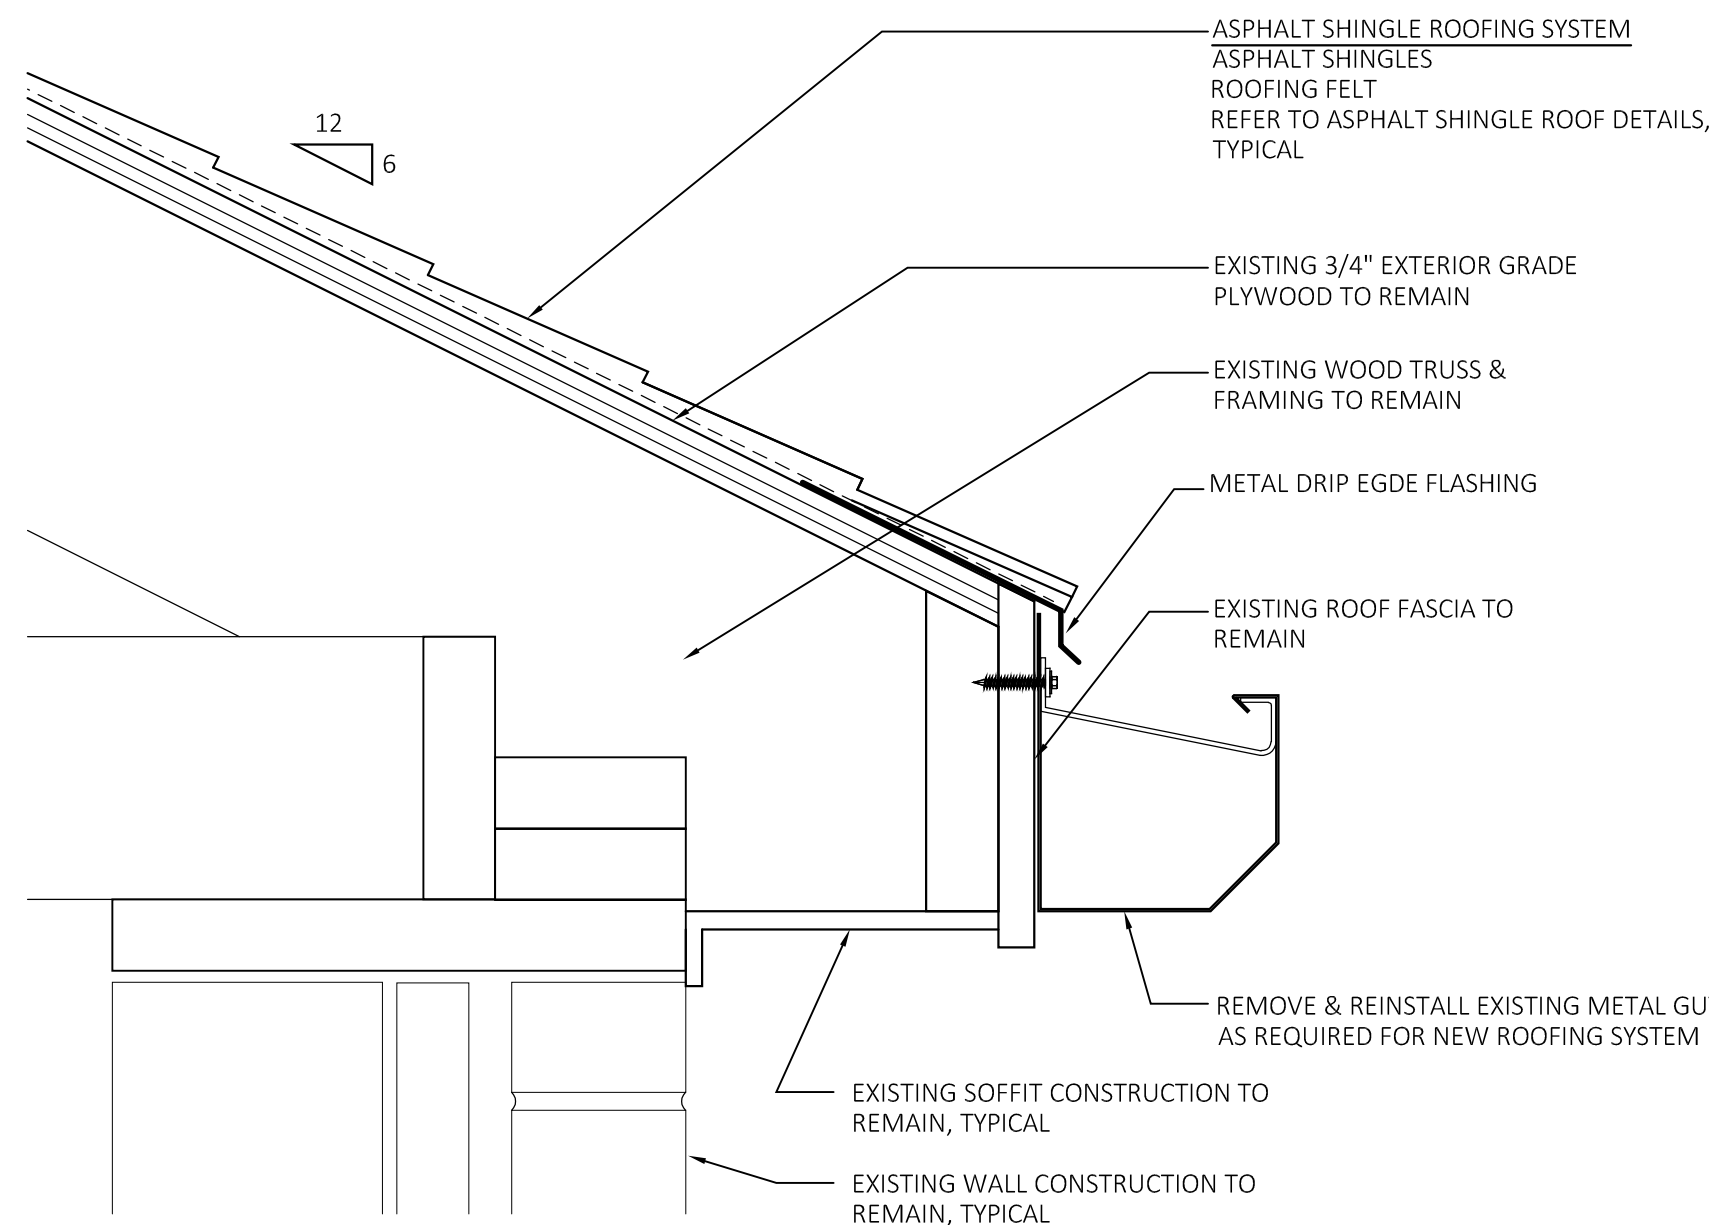 ASPHALT SHINGLE ROOFING SYSTEM
ASPHALT SHINGLES
ROOFING FELT
REFER TO ASPHALT SHINGLE ROOF DETAILS,
TYPICAL
12
6
EXISTING 3/4" EXTERIOR GRADE
PLYWOOD TO REMAIN
EXISTING WOOD TRUSS &
FRAMING TO REMAIN
METAL DRIP EGDE FLASHING
EXISTING ROOF FASCIA TO
REMAIN
REMOVE & REINSTALL EXISTING METAL
AS REQUIRED FOR NEW ROOFING SYSTEM
EXISTING SOFFIT CONSTRUCTION TO
REMAIN, TYPICAL
EXISTING WALL CONSTRUCTION TO
REMAIN, TYPICAL